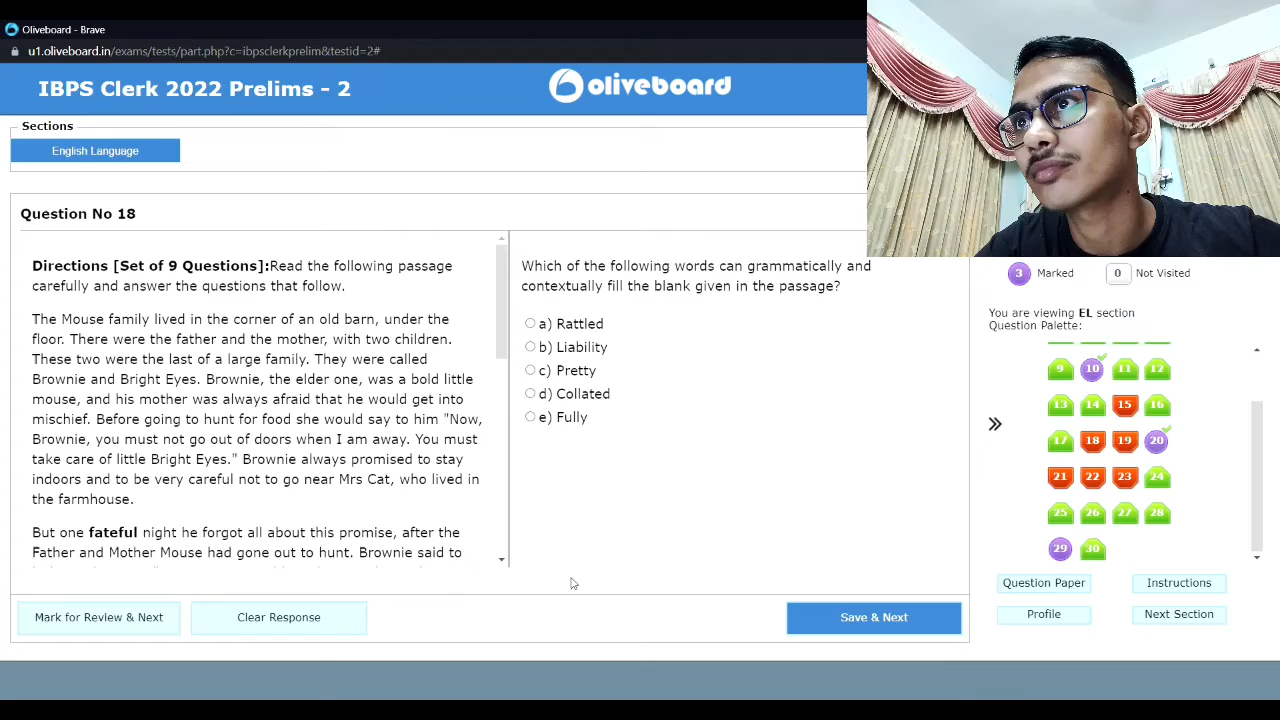 Oliveboard - Brave
u1.oliveboard.in/exams/tests/part.php?c=ibpsclerkprelim&testid=2#
IBPS Clerk 2022 Prelims - 2
oliveboard
Sections
English Language
Question No 18
Directions [Set of 9 Questions]:Read the following passage
carefully and answer the questions that follow.
The Mouse family lived in the corner of an old barn, under the
floor. There were the father and the mother, with two children.
These two were the last of a large family. They were called
Brownie and Bright Eyes. Brownie, the elder one, was a bold little
mouse, and his mother was always afraid that he would get into
mischief. Before going to hunt for food she would say to him "Now,
Brownie, you must not go out of doors when I am away. You must
take care of little Bright Eyes." Brownie always promised to stay
indoors and to be very careful not to go near Mrs Cat, who lived in
the farmhouse.
But one fateful night he forgot all about this promise, after the
Father and Mother Mouse had gone out to hunt. Brownie said to
Which of the following words can grammatically and
contextually fill the blank given in the passage?
a) Rattled
b) Liability
c) Pretty
d) Collated
e) Fully
Mark for Review & Next
Clear Response
Save & Next
3 Marked 0 Not Visited
You are viewing EL section
Question Palette:
9 10 11 12
13 14 15 16
17 18 19 20
21 22 23 24
25 26 27 28
29 30
Question Paper Instructions
Profile Next Section